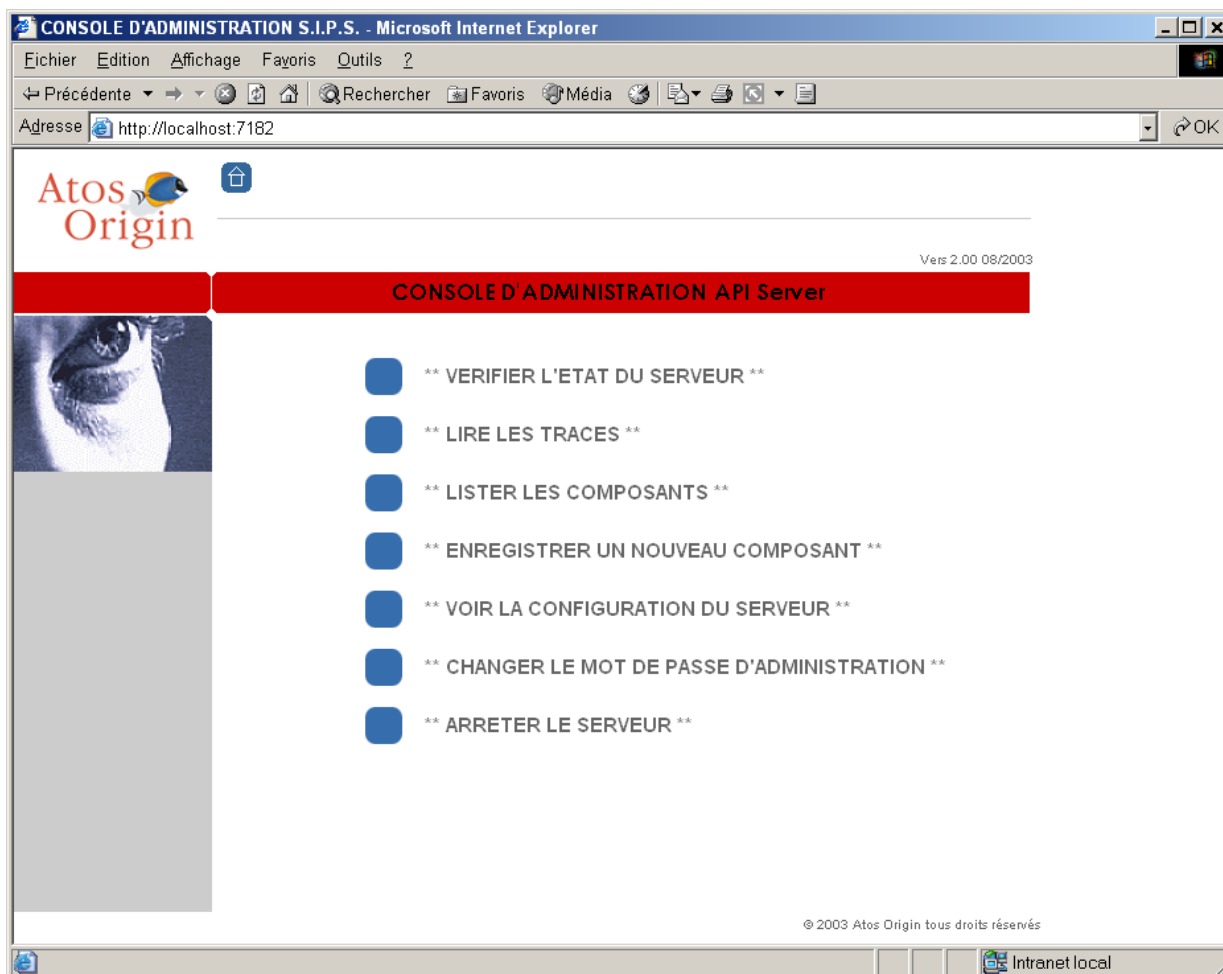 CONSOLE D'ADMINISTRATION S.I.P.S. - Microsoft Internet Explorer
Fichier Edition Affichage Favoris Outils ?
Précédente Rechercher Favoris Média
Adresse http://localhost:7182 OK
Atos
Origin
Vers 2.00 08/2003
CONSOLE D'ADMINISTRATION API Server
** VERIFIER L'ETAT DU SERVEUR **
** LIRE LES TRACES **
** LISTER LES COMPOSANTS **
** ENREGISTRER UN NOUVEAU COMPOSANT **
** VOIR LA CONFIGURATION DU SERVEUR **
** CHANGER LE MOT DE PASSE D'ADMINISTRATION **
** ARRETER LE SERVEUR **
© 2003 Atos Origin tous droits réservés
Intranet local